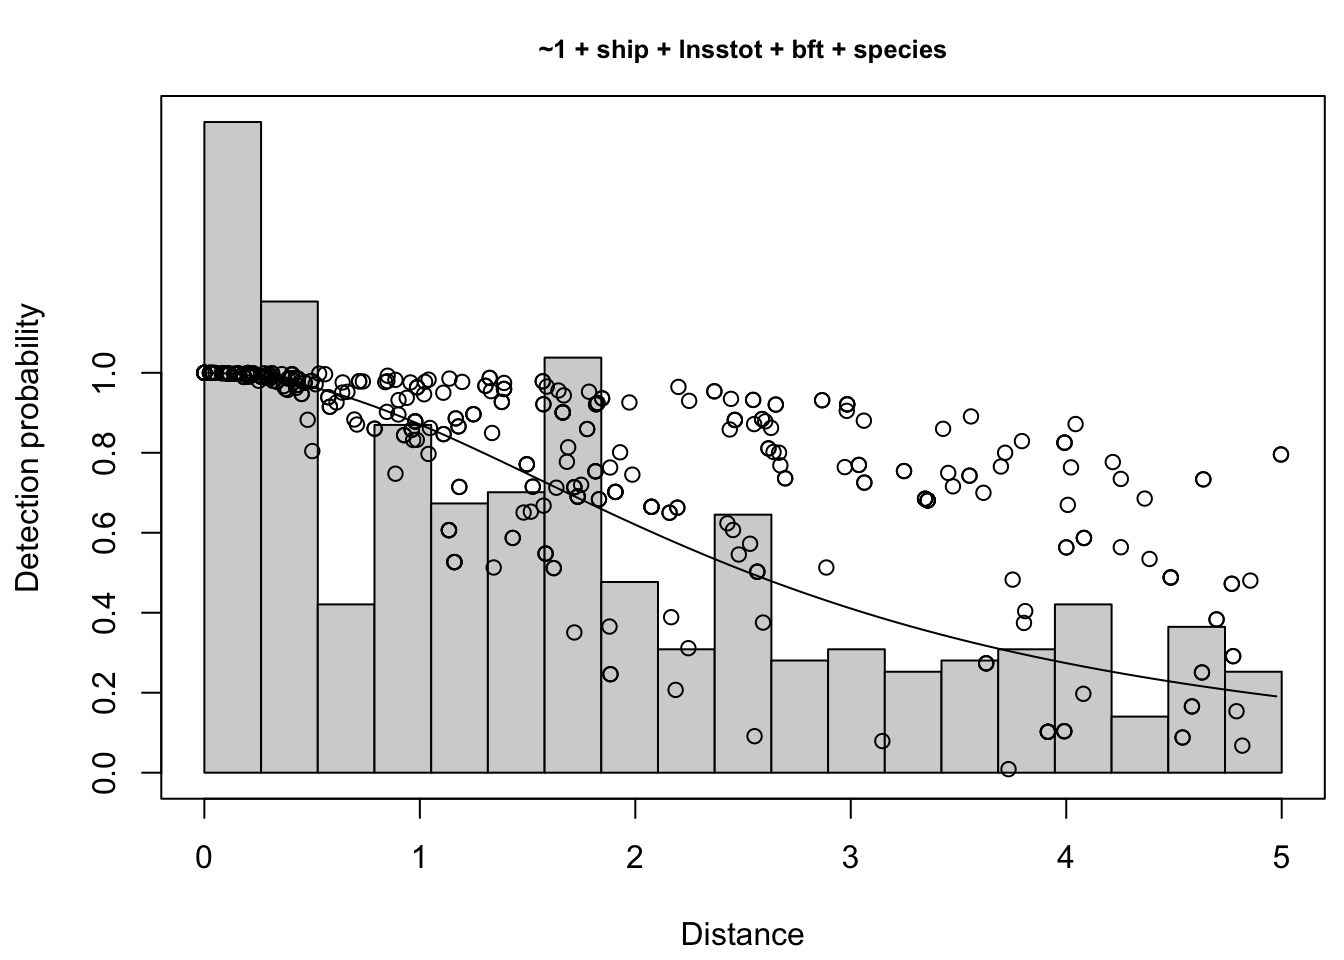 ~1 + ship + lnsstot + bft + species
Detection probability
1.0
0.8
0.6
0.4
0.2
0.0
0 1 2 3 4 5
Distance